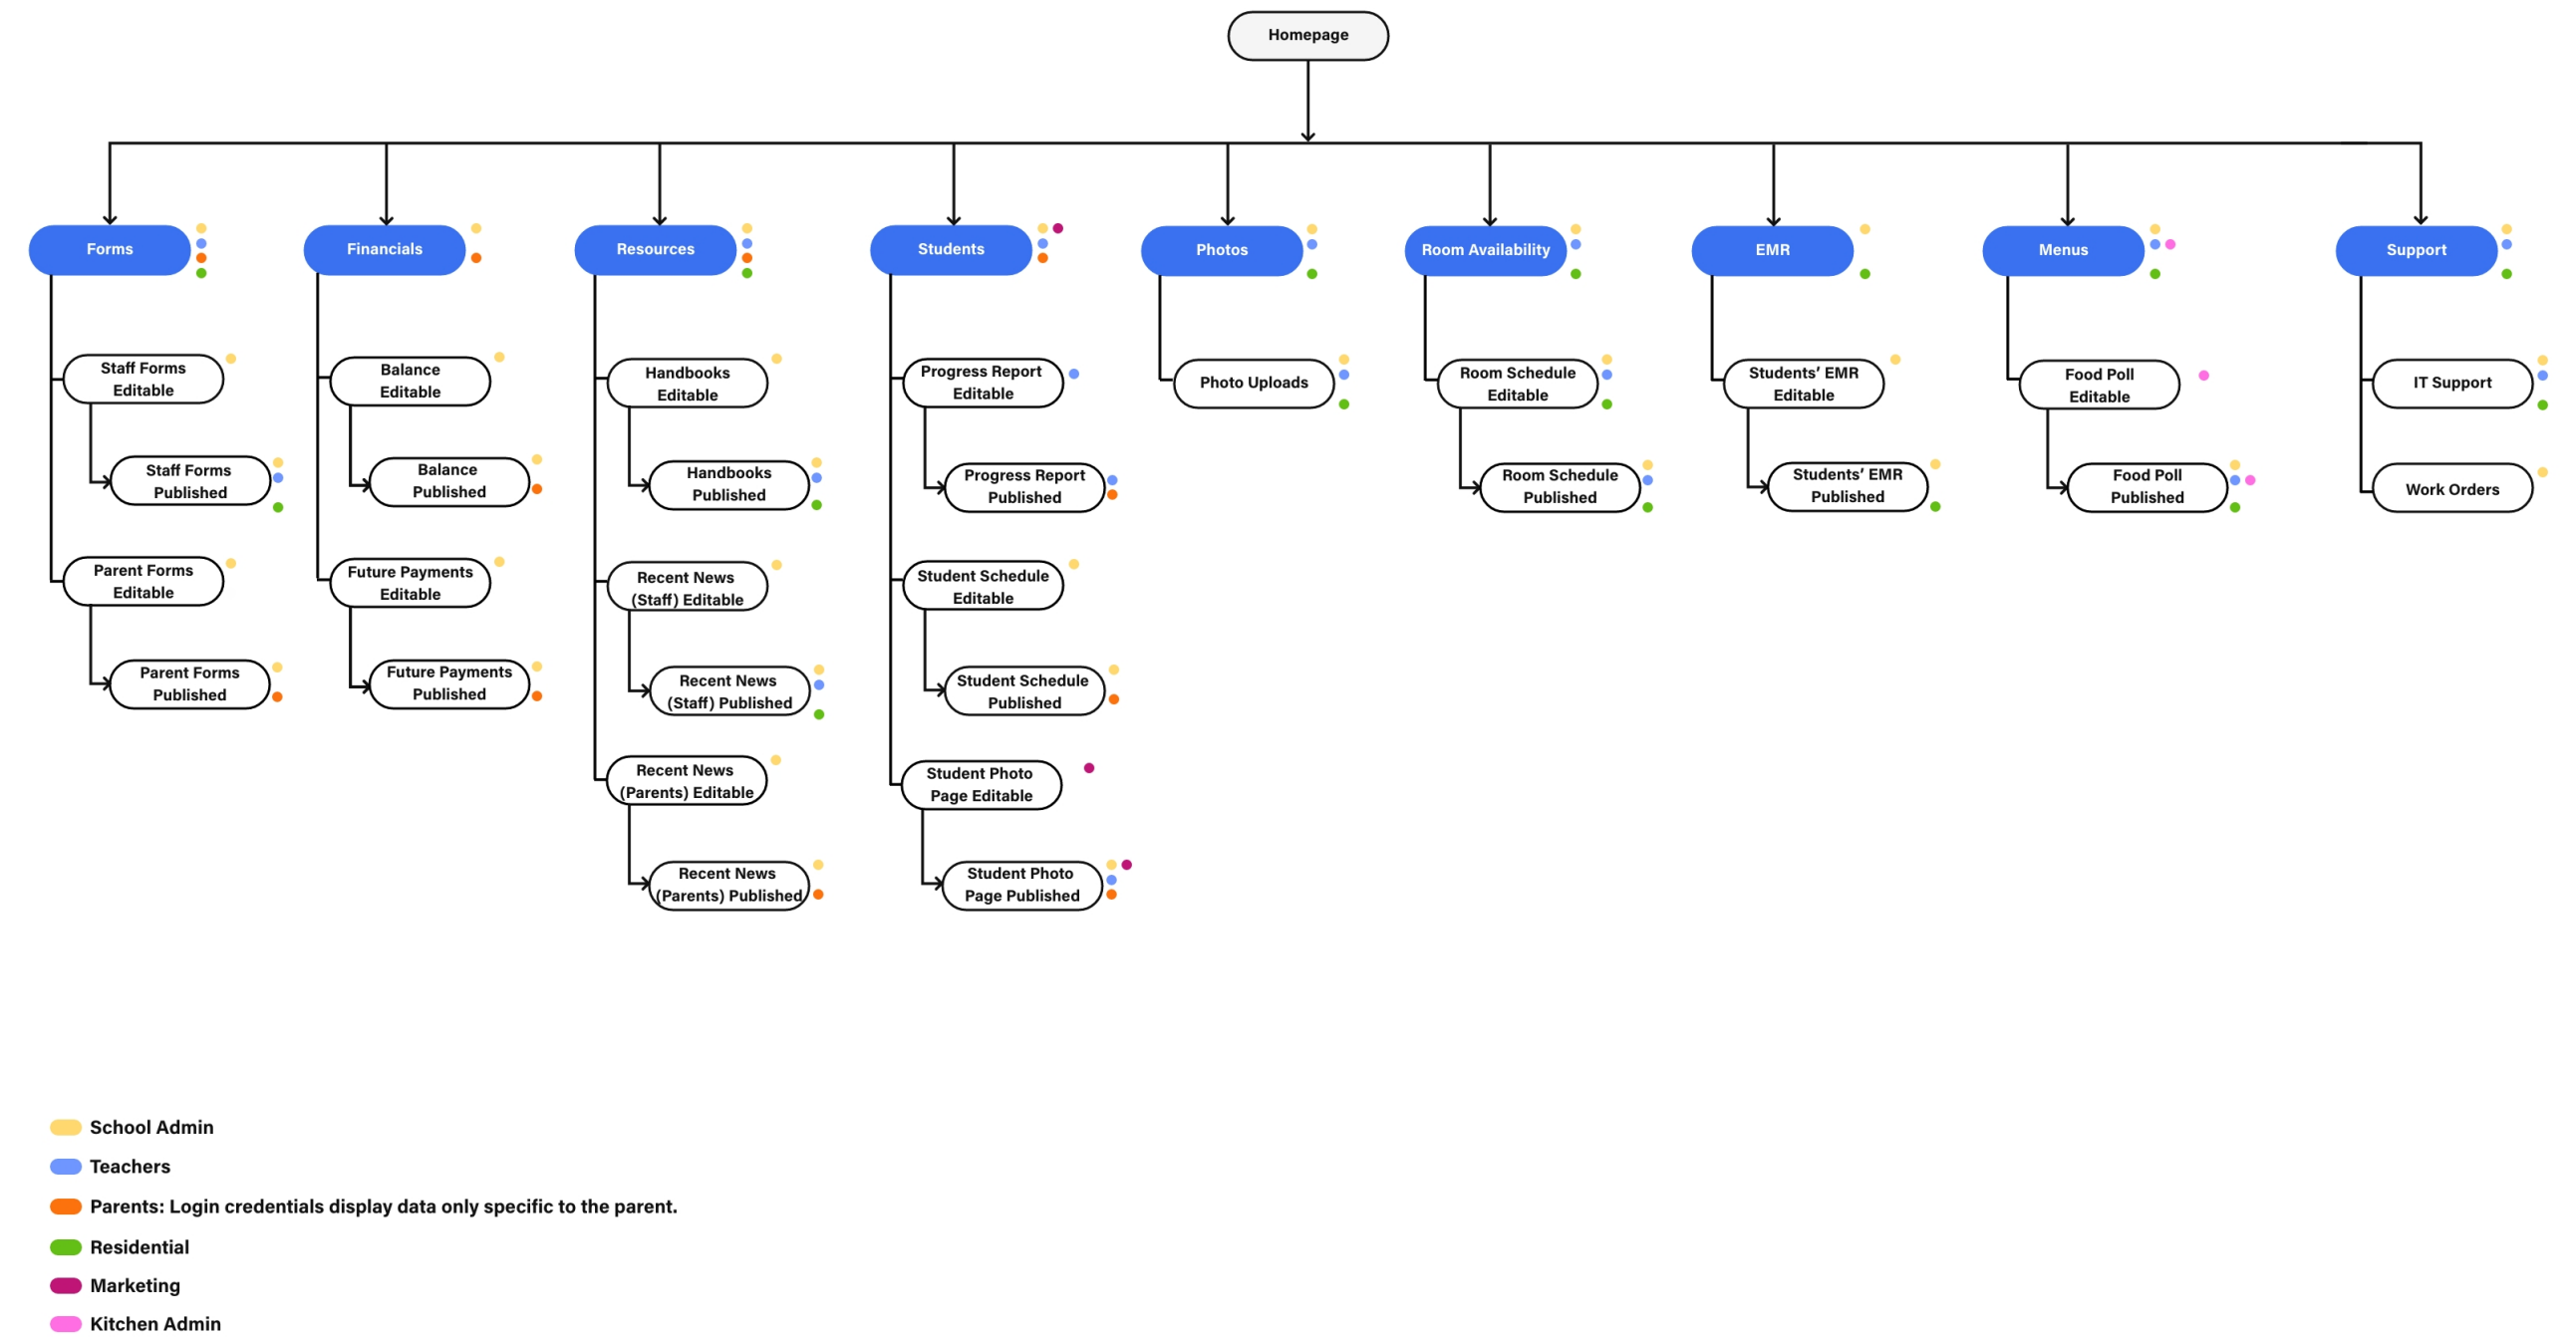 Homepage
Forms
Financials
Resources
Students
Photos
Room Availability
EMR
Menus
Support
Staff Forms
Editable
Staff Forms
Published
Parent Forms
Editable
Parent Forms
Published
Balance
Editable
Balance
Published
Future Payments
Editable
Future Payments
Published
Handbooks
Editable
Handbooks
Published
Recent News
(Staff) Editable
Recent News
(Staff) Published
Recent News
(Parents) Editable
Recent News
(Parents) Published
Progress Report
Editable
Progress Report
Published
Student Schedule
Editable
Student Schedule
Published
Student Photo
Page Editable
Student Photo
Page Published
Photo Uploads
Room Schedule
Editable
Room Schedule
Published
Students’ EMR
Editable
Students’ EMR
Published
Food Poll
Editable
Food Poll
Published
IT Support
Work Orders
School Admin
Teachers
Parents: Login credentials display data only specific to the parent.
Residential
Marketing
Kitchen Admin